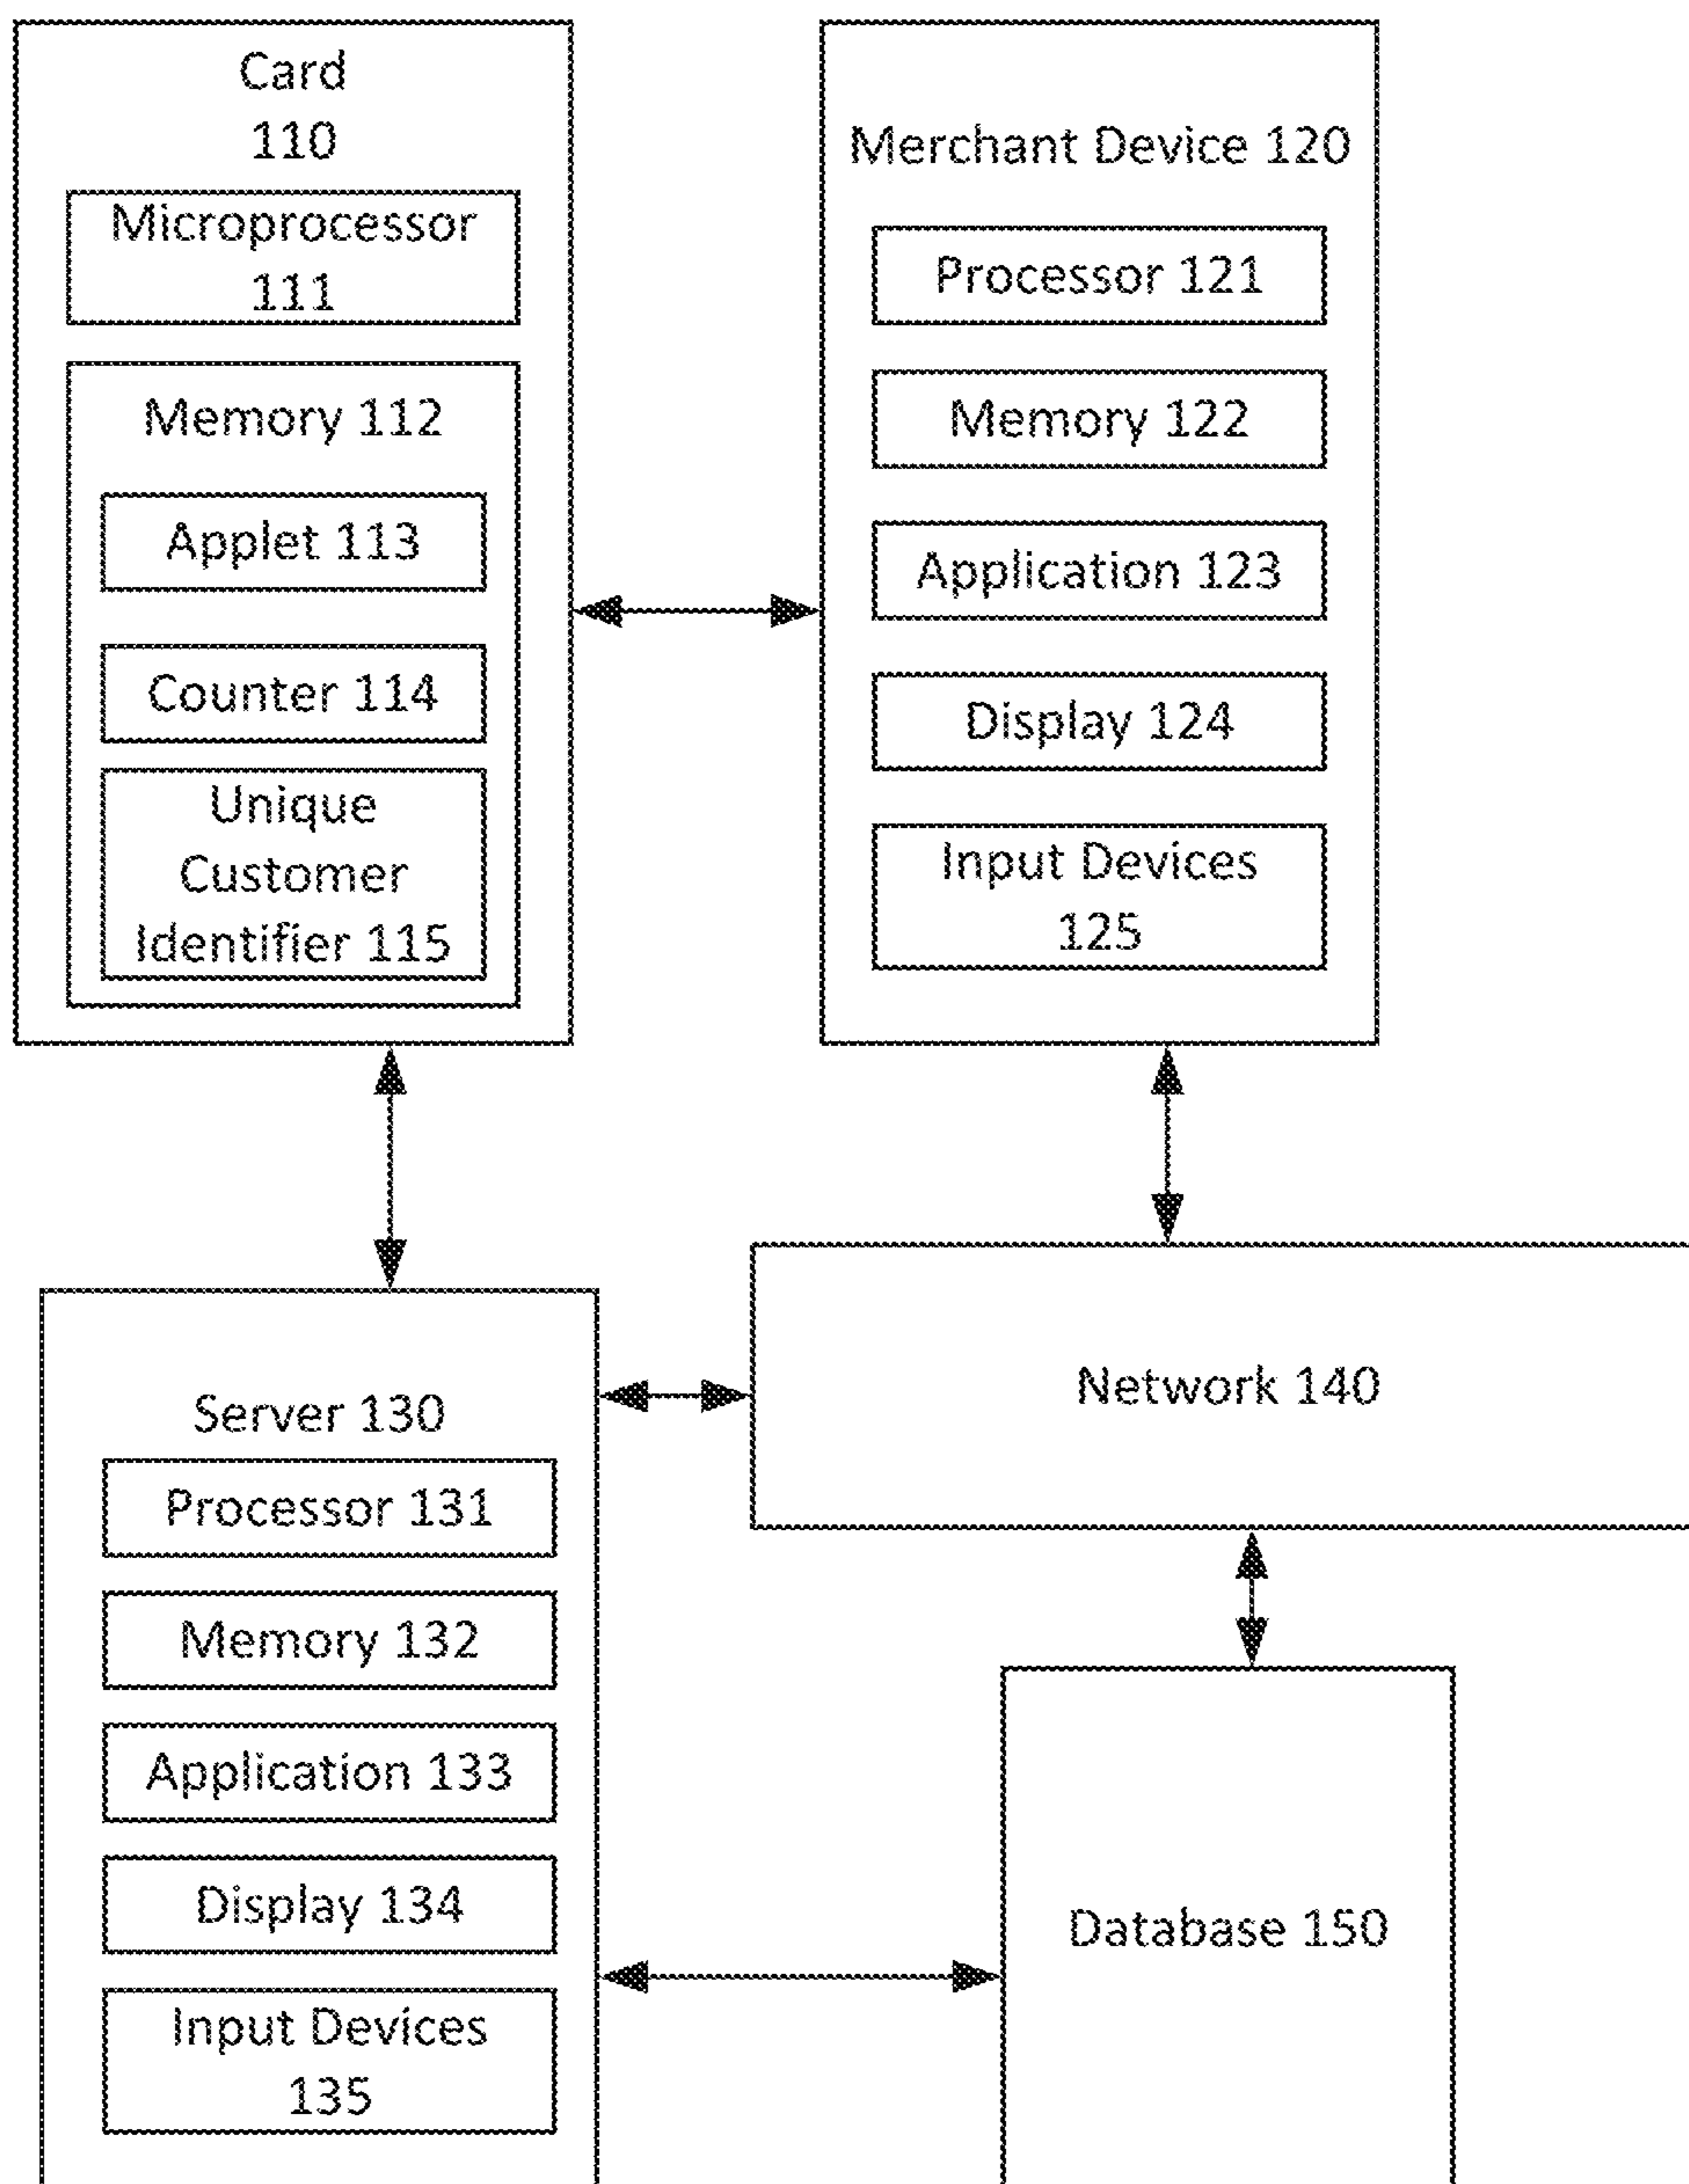 Card
110
Microprocessor
111
Memory 112
Applet 113
Counter 114
Unique
Customer
Identifier 115
Merchant Device 120
Processor 121
Memory 122
Application 123
Display 124
Input Devices
125
Server 130
Processor 131
Memory 132
Application 133
Display 134
Input Devices
135
Network 140
Database 150